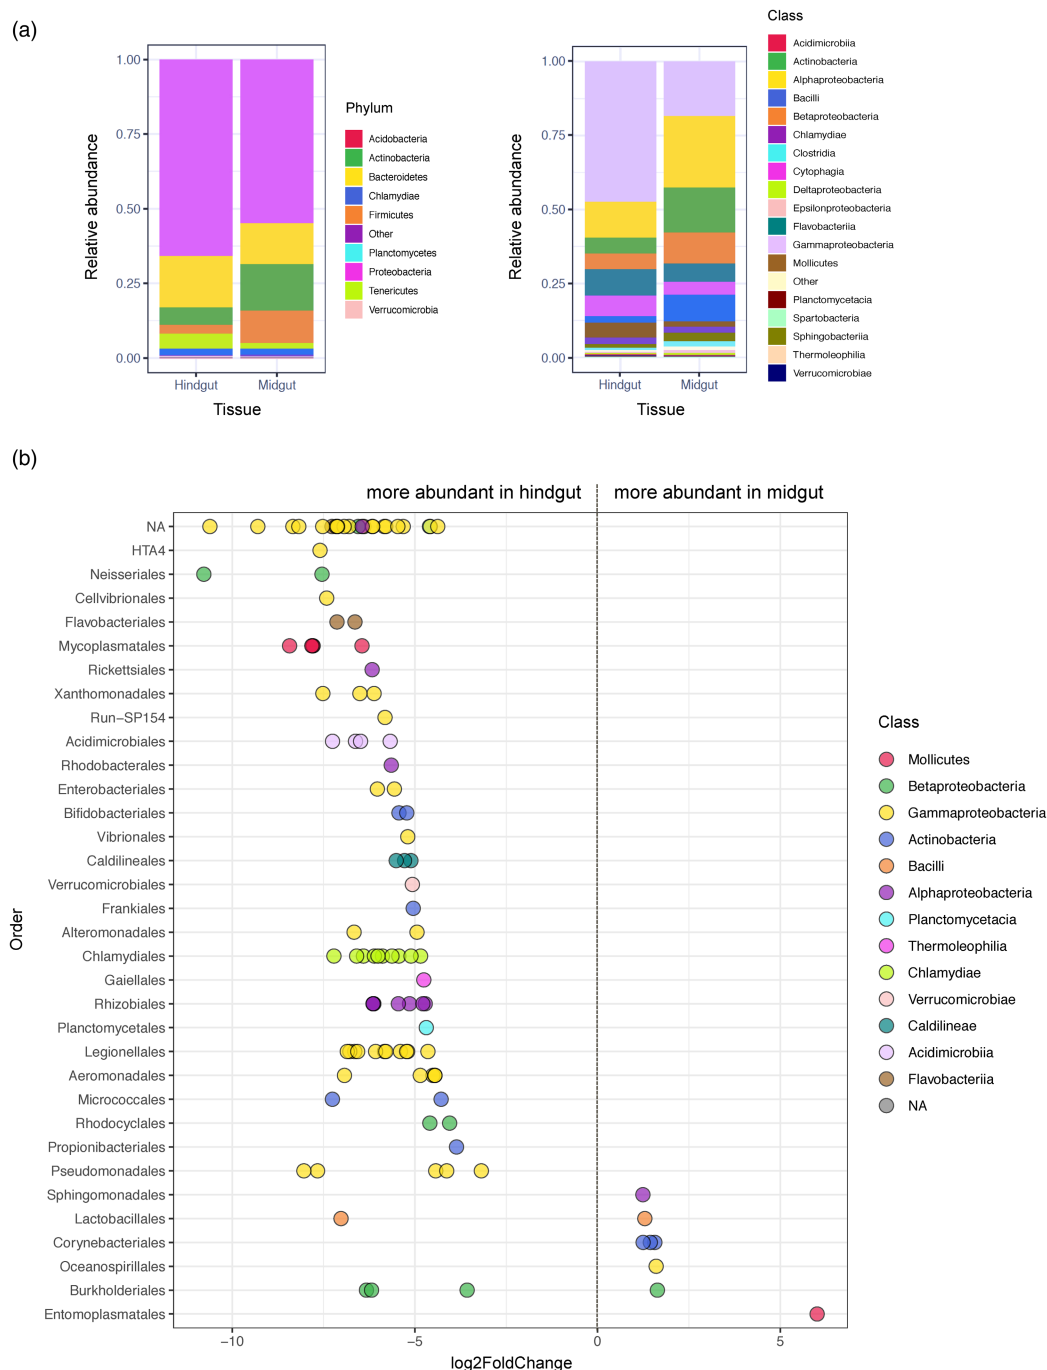 (a)
Relative abundance
1.00
0.75
0.50
0.25
0.00
Hindgut
Midgut
Tissue
Phylum
Acidobacteria
Actinobacteria
Bacteroidetes
Chlamydiae
Firmicutes
Other
Planctomycetes
Proteobacteria
Tenericutes
Verrucomicrobia
Relative abundance
1.00
0.75
0.50
0.25
0.00
Hindgut
Midgut
Tissue
Class
Acidimicrobiia
Actinobacteria
Alphaproteobacteria
Bacilli
Betaproteobacteria
Chlamydiae
Clostridia
Cytophagia
Deltaproteobacteria
Epsilonproteobacteria
Flavobacteriia
Gammaproteobacteria
Mollicutes
Other
Planctomycetacia
Spartobacteria
Sphingobacteriia
Thermoleophilia
Verrucomicrobiae
(b)
more abundant in hindgut
more abundant in midgut
Order
NA
HTA4
Neisseriales
Cellvibrionales
Flavobacteriales
Mycoplasmatales
Rickettsiales
Xanthomonadales
Run−SP154
Acidimicrobiales
Rhodobacterales
Enterobacteriales
Bifidobacteriales
Vibrionales
Caldilineales
Verrucomicrobiales
Frankiales
Alteromonadales
Chlamydiales
Gaiellales
Rhizobiales
Planctomycetales
Legionellales
Aeromonadales
Micrococcales
Rhodocyclales
Propionibacteriales
Pseudomonadales
Sphingomonadales
Lactobacillales
Corynebacteriales
Oceanospirillales
Burkholderiales
Entomoplasmatales
−10
−5
0
5
log2FoldChange
Class
Mollicutes
Betaproteobacteria
Gammaproteobacteria
Actinobacteria
Bacilli
Alphaproteobacteria
Planctomycetacia
Thermoleophilia
Chlamydiae
Verrucomicrobiae
Caldilineae
Acidimicrobiia
Flavobacteriia
NA